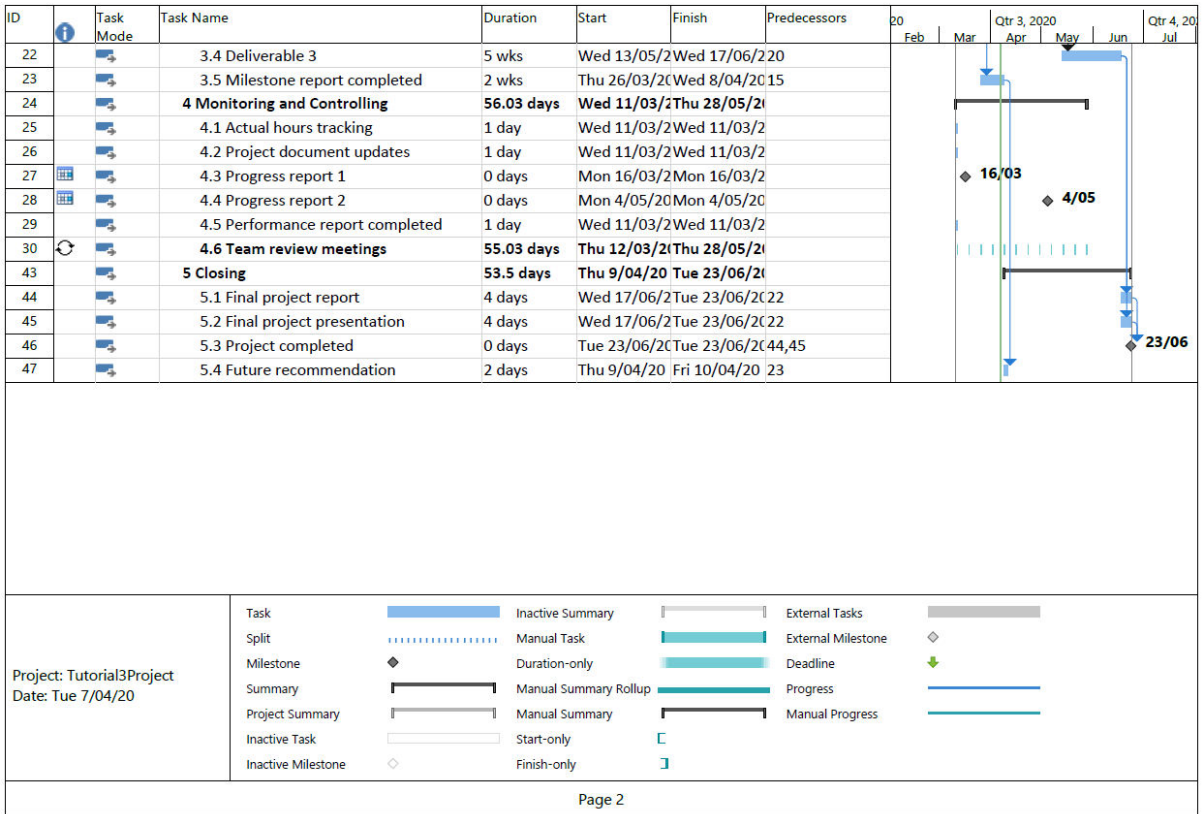 ID Task Mode Task Name Duration Start Finish Predecessors 20 Qtr 3, 2020 Qtr 4, 20
Feb Mar Apr May Jun Jul
22 3.4 Deliverable 3 5 wks Wed 13/05/2 Wed 17/06/2 20
23 3.5 Milestone report completed 2 wks Thu 26/03/20 Wed 8/04/20 15
24 4 Monitoring and Controlling 56.03 days Wed 11/03/2 Thu 28/05/20
25 4.1 Actual hours tracking 1 day Wed 11/03/2 Wed 11/03/2
26 4.2 Project document updates 1 day Wed 11/03/2 Wed 11/03/2
27 4.3 Progress report 1 0 days Mon 16/03/2 Mon 16/03/2 16/03
28 4.4 Progress report 2 0 days Mon 4/05/20 Mon 4/05/20 4/05
29 4.5 Performance report completed 1 day Wed 11/03/2 Wed 11/03/2
30 4.6 Team review meetings 55.03 days Thu 12/03/20 Thu 28/05/20
43 5 Closing 53.5 days Thu 9/04/20 Tue 23/06/20
44 5.1 Final project report 4 days Wed 17/06/2 Tue 23/06/20 22
45 5.2 Final project presentation 4 days Wed 17/06/2 Tue 23/06/20 22
46 5.3 Project completed 0 days Tue 23/06/20 Tue 23/06/20 44,45 23/06
47 5.4 Future recommendation 2 days Thu 9/04/20 Fri 10/04/20 23
Project: Tutorial3Project
Date: Tue 7/04/20
Task
Split
Milestone
Summary
Project Summary
Inactive Task
Inactive Milestone
Inactive Summary
Manual Task
Duration-only
Manual Summary Rollup
Manual Summary
Start-only
Finish-only
External Tasks
External Milestone
Deadline
Progress
Manual Progress
Page 2